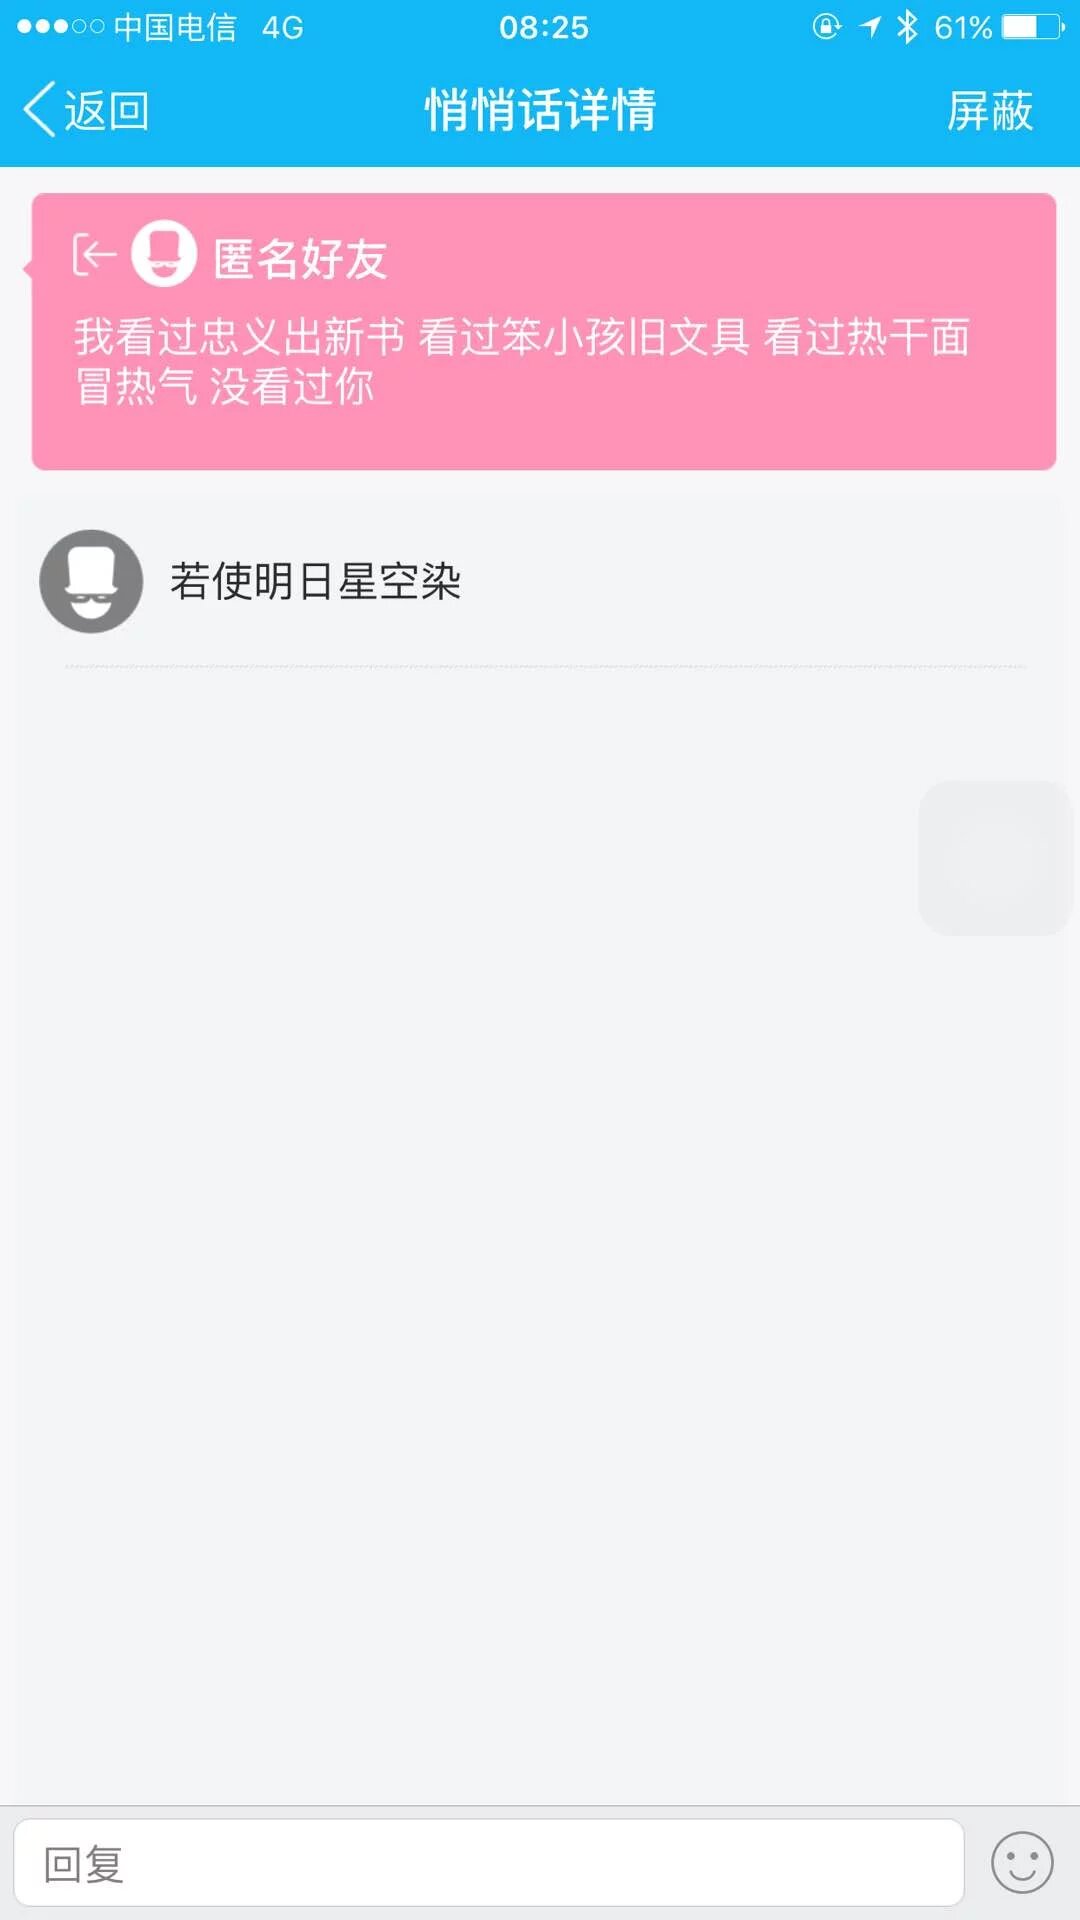 中国电信 4G 08:25 61%
返回 悄悄话详情 屏蔽
匿名好友
我看过忠义出新书 看过笨小孩旧文具 看过热干面
冒热气 没看过你
若使明日星空染
回复